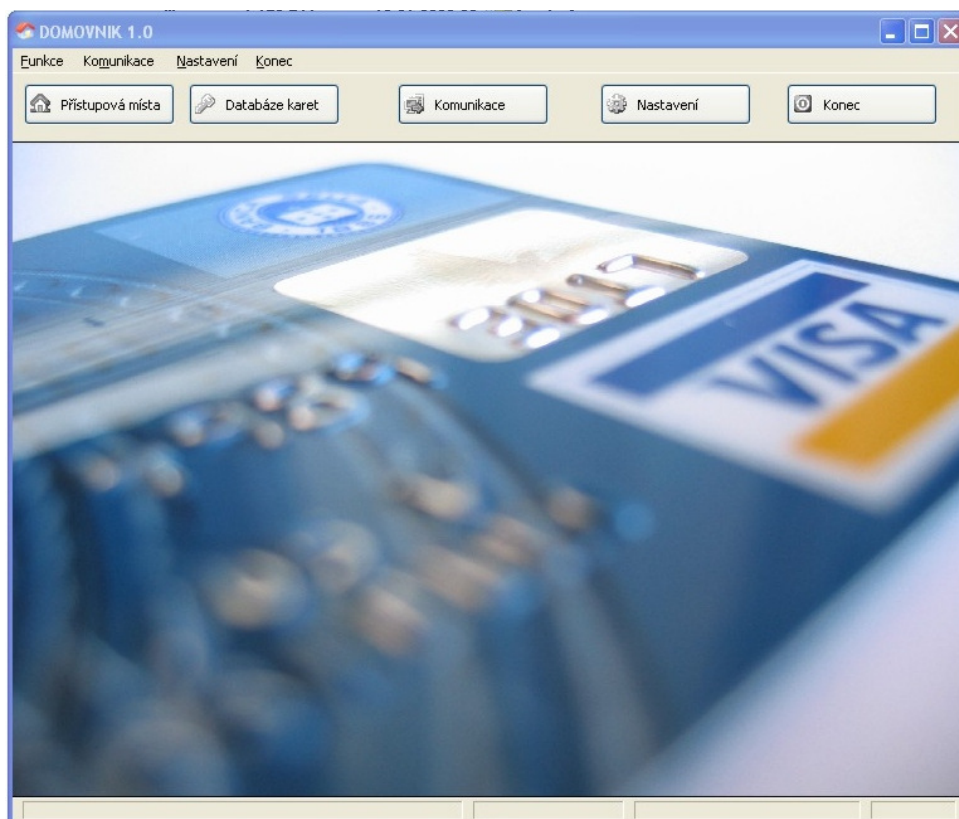 DOMOVNIK 1.0
Funkce Komunikace Nastavení Konec
Přístupová místa Databáze karet Komunikace Nastavení Konec
VISA